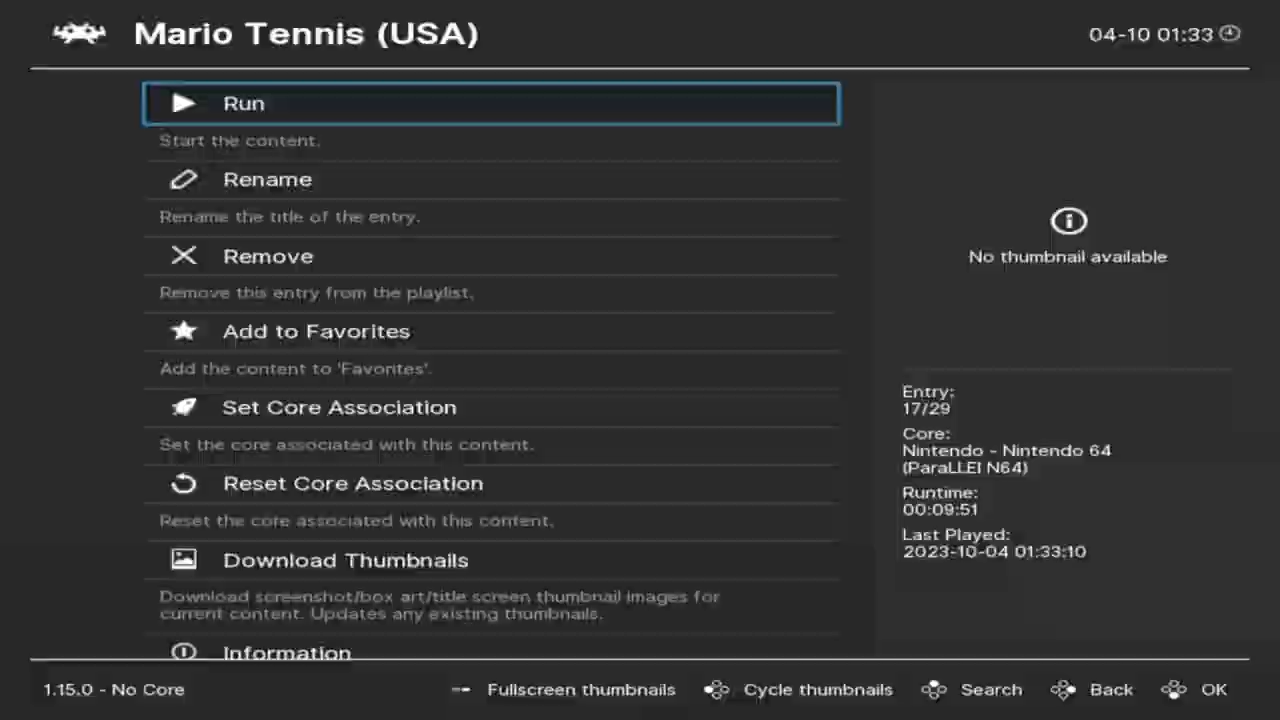 Mario Tennis (USA)
04-10 01:33
Run
Start the content.
Rename
Rename the title of the entry.
Remove
Remove this entry from the playlist.
Add to Favorites
Add the content to 'Favorites'.
Set Core Association
Set the core associated with this content.
Reset Core Association
Reset the core associated with this content.
Download Thumbnails
Download screenshot/box art/title screen thumbnail images for
current content. Updates any existing thumbnails.
Information
No thumbnail available
Entry:
17/29
Core:
Nintendo - Nintendo 64
(ParaLLEl N64)
Runtime:
00:09:51
Last Played:
2023-10-04 01:33:10
1.15.0 - No Core
Fullscreen thumbnails
Cycle thumbnails
Search
Back
OK